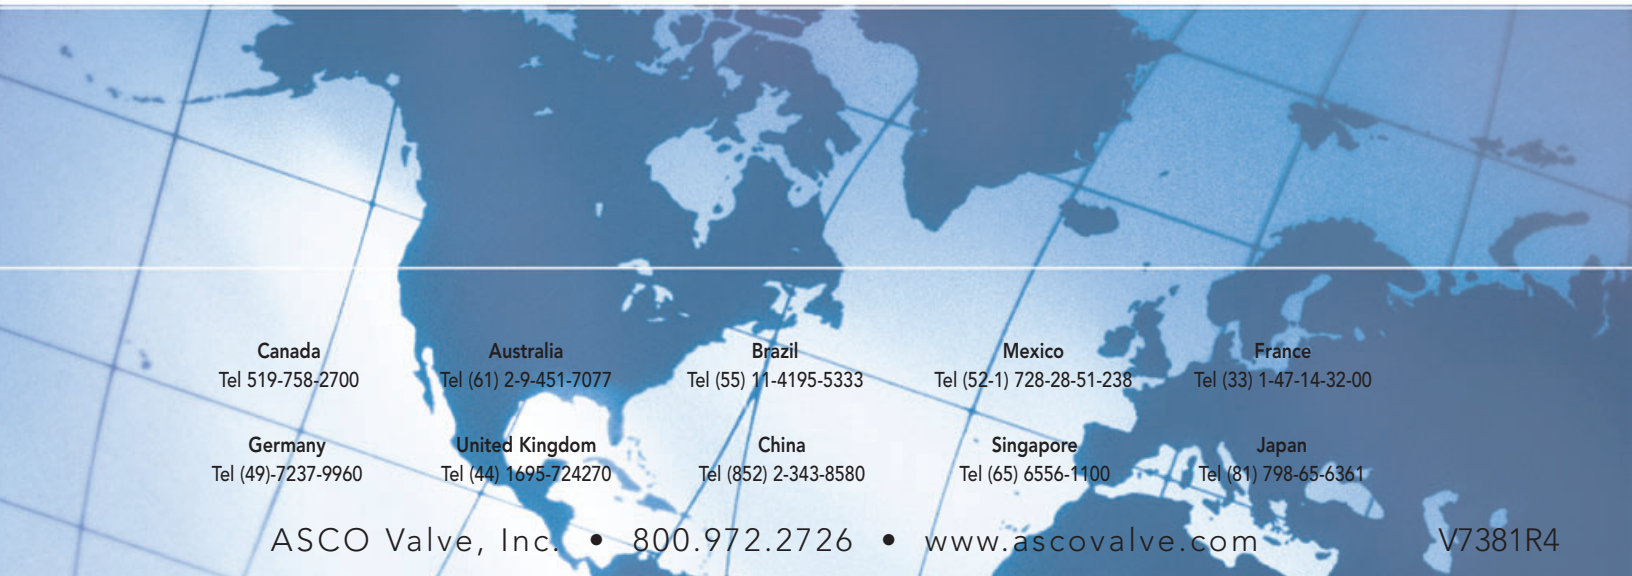 Canada Australia Brazil Mexico France
Tel 519-758-2700 Tel (61) 2-9-451-7077 Tel (55) 11-4195-5333 Tel (52-1) 728-28-51-238 Tel (33) 1-47-14-32-00
Germany United Kingdom China Singapore Japan
Tel (49)-7237-9960 Tel (44) 1695-724270 Tel (852) 2-343-8580 Tel (65) 6556-1100 Tel (81) 798-65-6361
ASCO Valve, Inc. • 800.972.2726 • www.ascovalve.com V7381R4